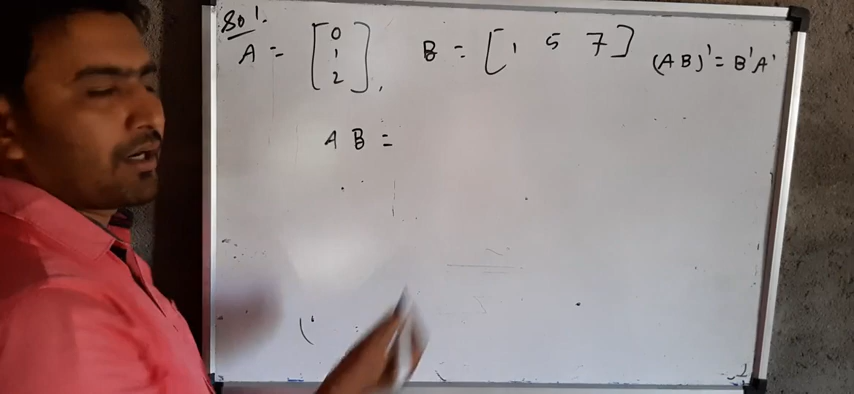 Sol.
A = [ 0 1 2 ], B = [ 1 5 7 ] (AB)' = B'A'
AB =